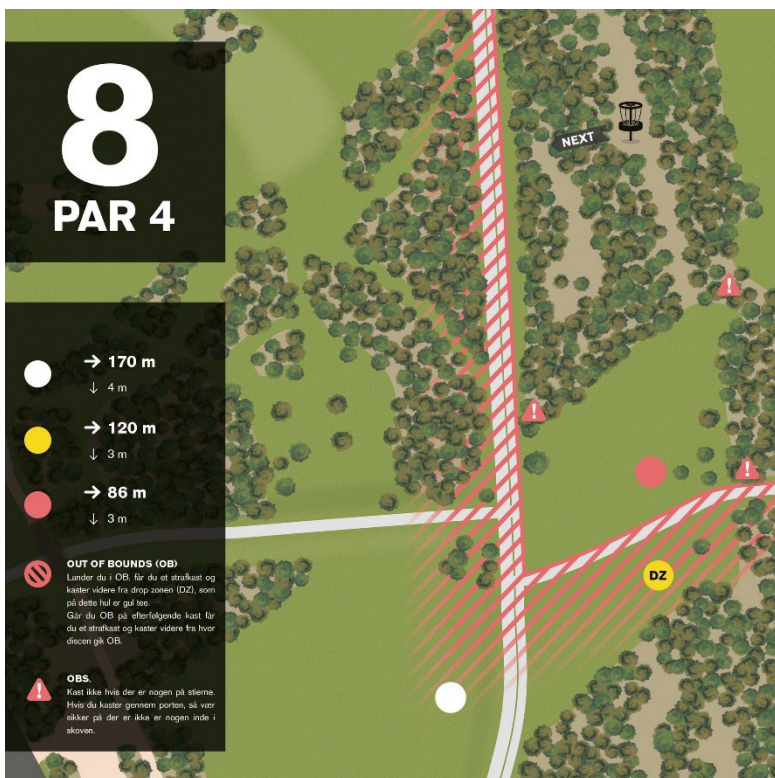 8
PAR 4
→ 170 m
↓ 4 m
→ 120 m
↓ 3 m
→ 86 m
↓ 3 m
OUT OF BOUNDS (OB)
Lander du i OB, får du et strafkast og
kaster videre fra drop zonen (DZ), som
på dette hul er gul tee.
Går du OB på efterfølgende kast får
du et strafkast og kaster videre fra hvor
discen gik OB.
!
OBS.
Kast ikke hvis der er nogen på stierne.
Hvis du kaster gennem porten, så vær
sikker på der er ikke er nogen inde i
skoven.
NEXT
!
!
!
DZ